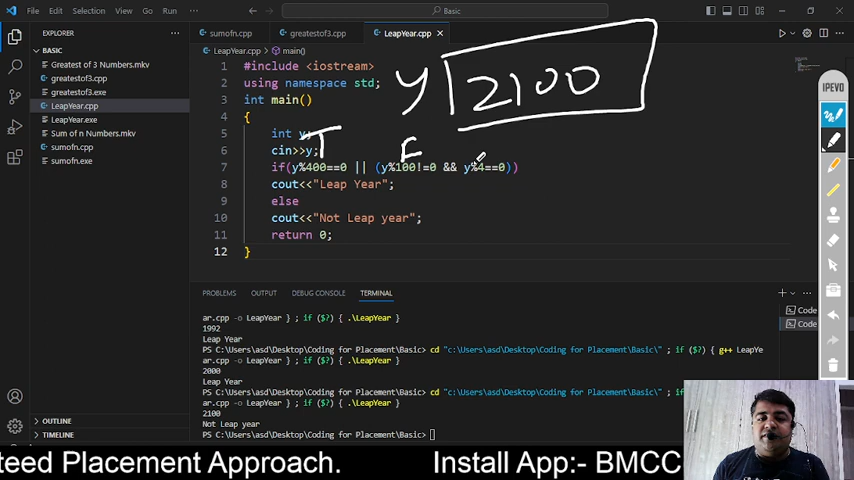 File Edit Selection View Go Run
Basic
EXPLORER
sumofn.cpp
greatestof3.cpp
LeapYear.cpp
BASIC
Greatest of 3 Numbers.mkv
greatestof3.cpp
greatestof3.exe
LeapYear.cpp
LeapYear.exe
Sum of n Numbers.mkv
sumofn.cpp
sumofn.exe
OUTLINE
TIMELINE
LeapYear.cpp > main()
1 #include <iostream>
2 using namespace std;
3 int main()
4 {
5 int y;
6 cin>>y;
7 if(y%400==0 || (y%100!=0 && y%4==0))
8 cout<<"Leap Year";
9 else
10 cout<<"Not Leap year";
11 return 0;
12 }
y 2100
T F
PROBLEMS OUTPUT DEBUG CONSOLE TERMINAL
ar.cpp -o LeapYear } ; if ($?) { .\LeapYear }
1992
Leap Year
PS C:\Users\asd\Desktop\Coding for Placement\Basic> cd "c:\Users\asd\Desktop\Coding for Placement\Basic\" ; if ($?) { g++ LeapYe
ar.cpp -o LeapYear } ; if ($?) { .\LeapYear }
2000
Leap Year
PS C:\Users\asd\Desktop\Coding for Placement\Basic> cd "c:\Users\asd\Desktop\Coding for Placement\Basic\" ; if
ar.cpp -o LeapYear } ; if ($?) { .\LeapYear }
2100
Not Leap year
PS C:\Users\asd\Desktop\Coding for Placement\Basic>
Code
Code
IPEVO
Placement Approach. Install App:- BMCC